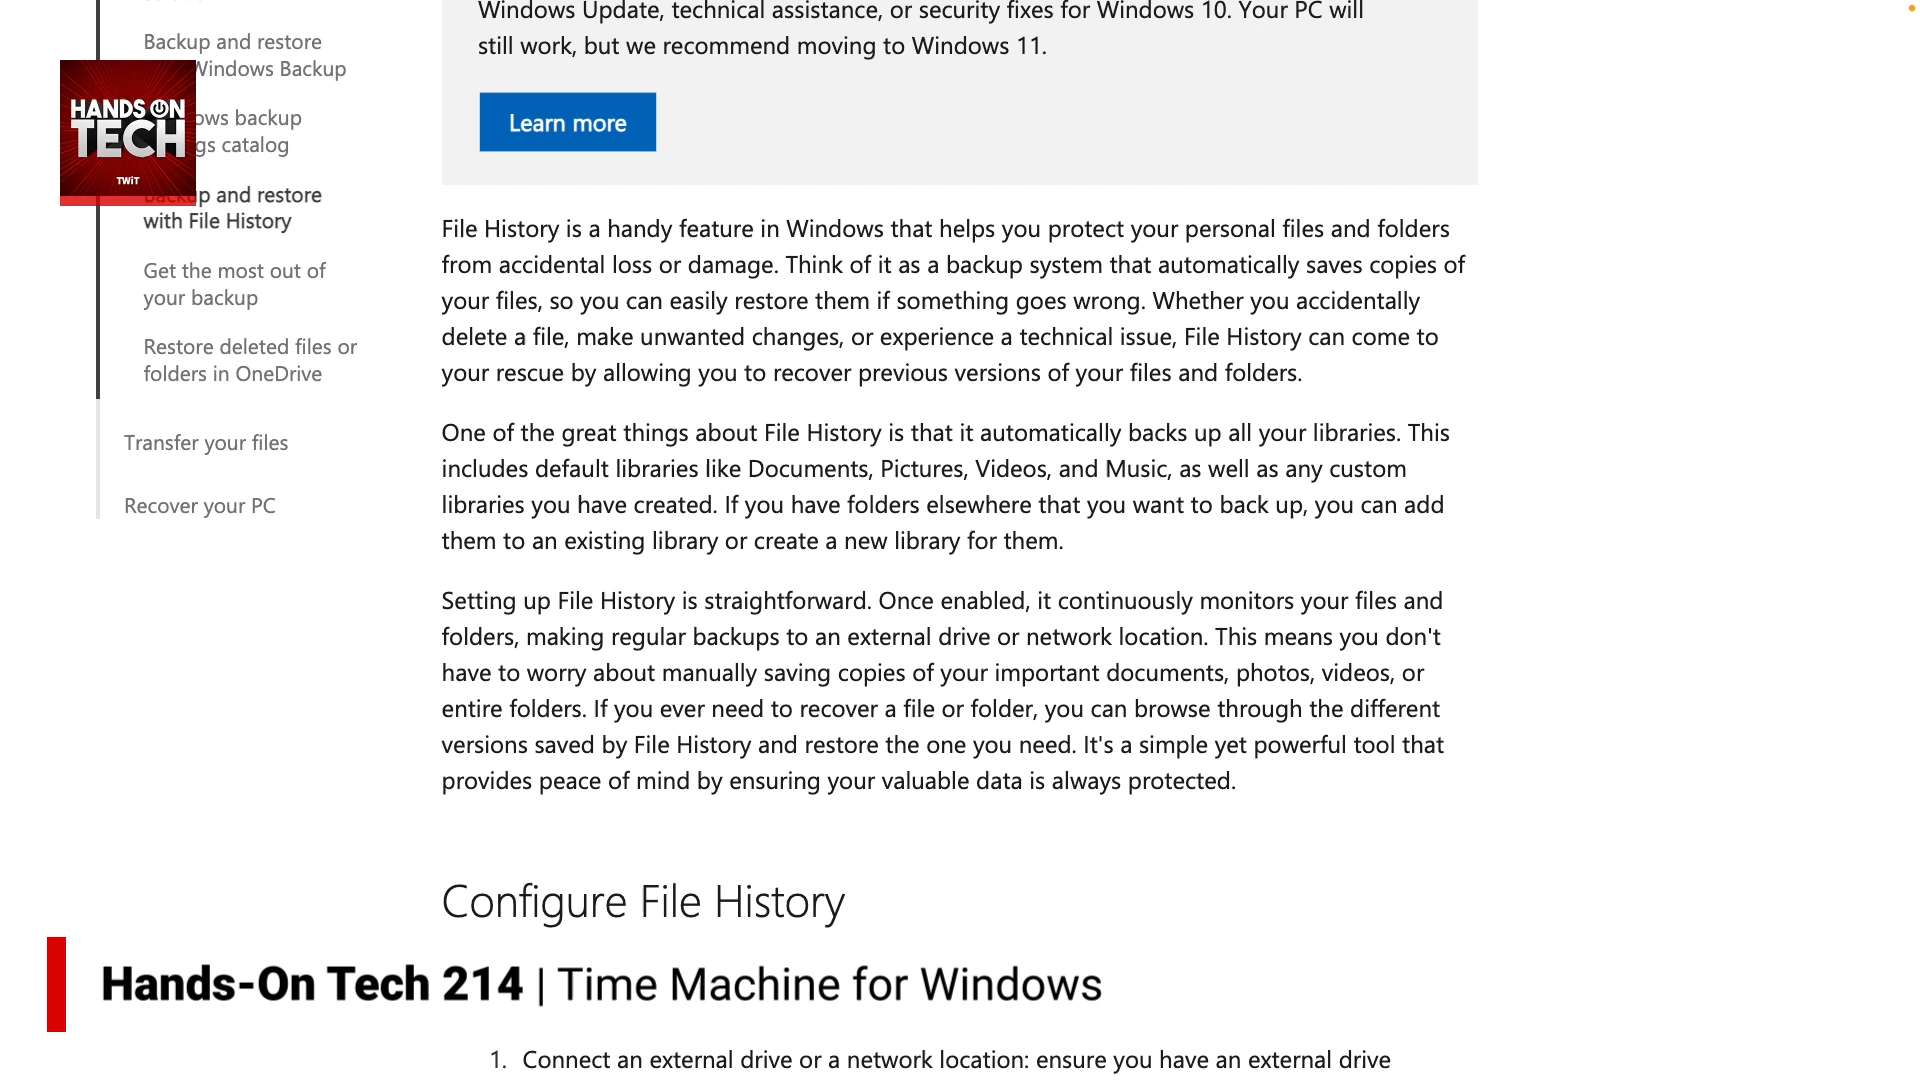 Backup and restore
Windows Backup
ows backup
gs catalog
Backup and restore
with File History
Get the most out of
your backup
Restore deleted files or
folders in OneDrive
Transfer your files
Recover your PC
HANDS ON
TECH
TWiT
Windows Update, technical assistance, or security fixes for Windows 10. Your PC will
still work, but we recommend moving to Windows 11.
Learn more
File History is a handy feature in Windows that helps you protect your personal files and folders
from accidental loss or damage. Think of it as a backup system that automatically saves copies of
your files, so you can easily restore them if something goes wrong. Whether you accidentally
delete a file, make unwanted changes, or experience a technical issue, File History can come to
your rescue by allowing you to recover previous versions of your files and folders.
One of the great things about File History is that it automatically backs up all your libraries. This
includes default libraries like Documents, Pictures, Videos, and Music, as well as any custom
libraries you have created. If you have folders elsewhere that you want to back up, you can add
them to an existing library or create a new library for them.
Setting up File History is straightforward. Once enabled, it continuously monitors your files and
folders, making regular backups to an external drive or network location. This means you don't
have to worry about manually saving copies of your important documents, photos, videos, or
entire folders. If you ever need to recover a file or folder, you can browse through the different
versions saved by File History and restore the one you need. It's a simple yet powerful tool that
provides peace of mind by ensuring your valuable data is always protected.
Configure File History
Hands-On Tech 214 | Time Machine for Windows
1. Connect an external drive or a network location: ensure you have an external drive